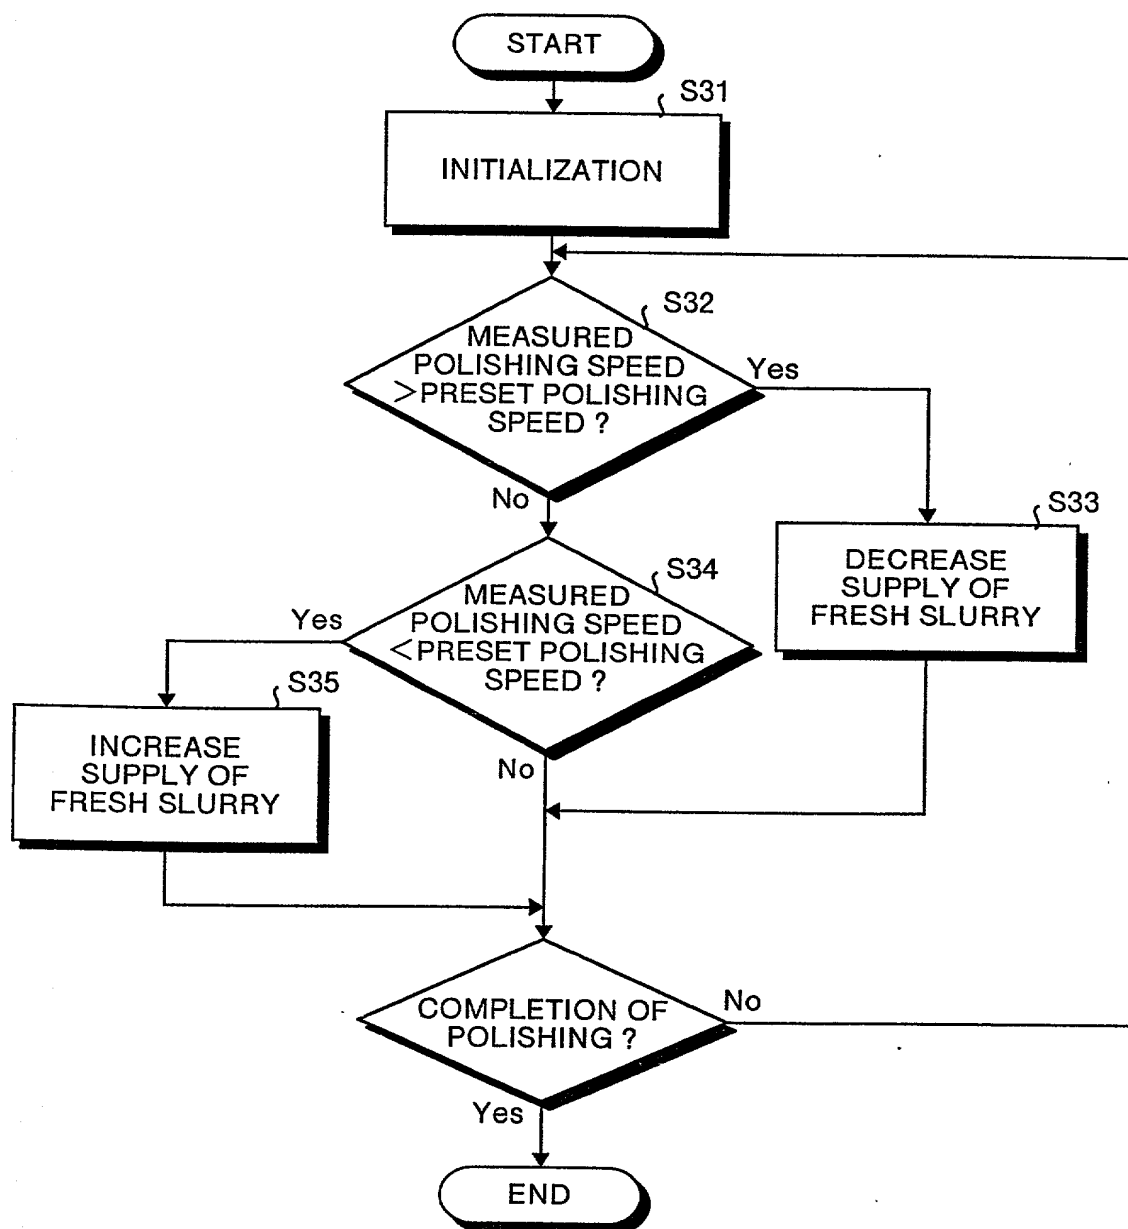 START
S31
INITIALIZATION
S32
MEASURED
POLISHING SPEED
>PRESET POLISHING
SPEED ?
Yes
No
S33
DECREASE
SUPPLY OF
FRESH SLURRY
S34
MEASURED
POLISHING SPEED
<PRESET POLISHING
SPEED ?
Yes
No
S35
INCREASE
SUPPLY OF
FRESH SLURRY
COMPLETION OF
POLISHING ?
No
Yes
END